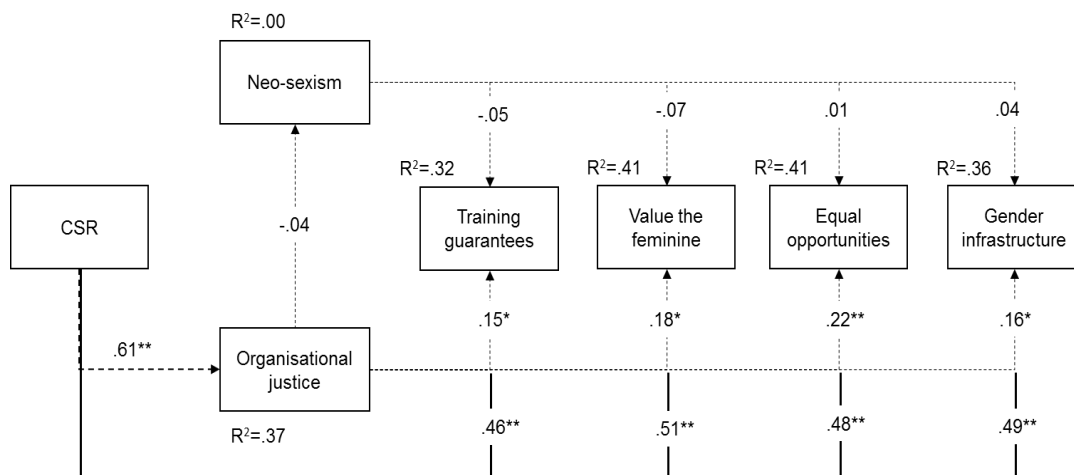 R²=.00
Neo-sexism
-.05
-.07
.01
.04
R²=.32
R²=.41
R²=.41
R²=.36
CSR
Training
guarantees
Value the
feminine
Equal
opportunities
Gender
infrastructure
-.04
.15*
.18*
.22**
.16*
.61**
Organisational
justice
R²=.37
.46**
.51**
.48**
.49**